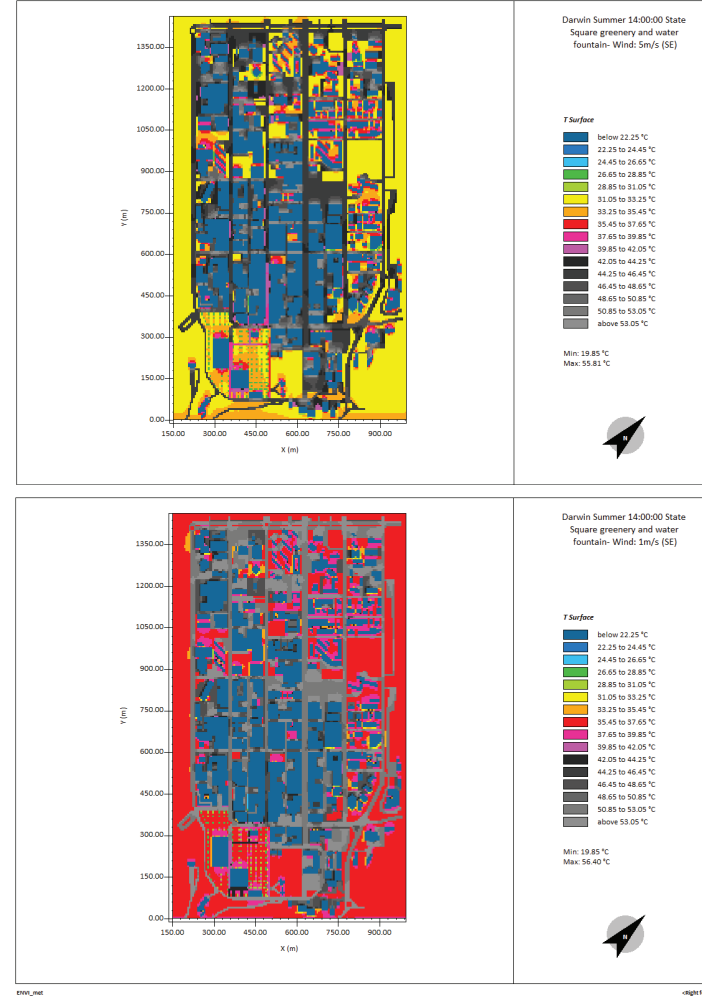 Darwin Summer 14:00:00 State
Square greenery and water
fountain- Wind: 5m/s (SE)
T Surface
below 22.25 °C
22.25 to 24.45 °C
24.45 to 26.65 °C
26.65 to 28.85 °C
28.85 to 31.05 °C
31.05 to 33.25 °C
33.25 to 35.45 °C
35.45 to 37.65 °C
37.65 to 39.85 °C
39.85 to 42.05 °C
42.05 to 44.25 °C
44.25 to 46.45 °C
46.45 to 48.65 °C
48.65 to 50.85 °C
50.85 to 53.05 °C
above 53.05 °C
Min: 19.85 °C
Max: 55.81 °C
N
1350.00
1200.00
1050.00
900.00
750.00
600.00
450.00
300.00
150.00
0.00
Y (m)
150.00 300.00 450.00 600.00 750.00 900.00
X (m)
Darwin Summer 14:00:00 State
Square greenery and water
fountain- Wind: 1m/s (SE)
T Surface
below 22.25 °C
22.25 to 24.45 °C
24.45 to 26.65 °C
26.65 to 28.85 °C
28.85 to 31.05 °C
31.05 to 33.25 °C
33.25 to 35.45 °C
35.45 to 37.65 °C
37.65 to 39.85 °C
39.85 to 42.05 °C
42.05 to 44.25 °C
44.25 to 46.45 °C
46.45 to 48.65 °C
48.65 to 50.85 °C
50.85 to 53.05 °C
above 53.05 °C
Min: 19.85 °C
Max: 56.40 °C
N
1350.00
1200.00
1050.00
900.00
750.00
600.00
450.00
300.00
150.00
0.00
Y (m)
150.00 300.00 450.00 600.00 750.00 900.00
X (m)
ENVI_met
<Right f